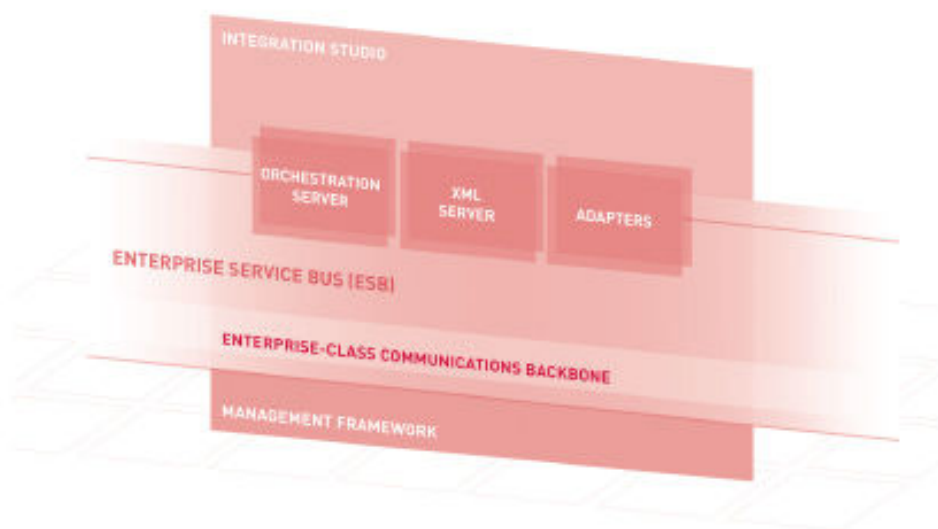 INTEGRATION STUDIO
ORCHESTRATION
SERVER
XML
SERVER
ADAPTERS
ENTERPRISE SERVICE BUS (ESB)
ENTERPRISE-CLASS COMMUNICATIONS BACKBONE
MANAGEMENT FRAMEWORK